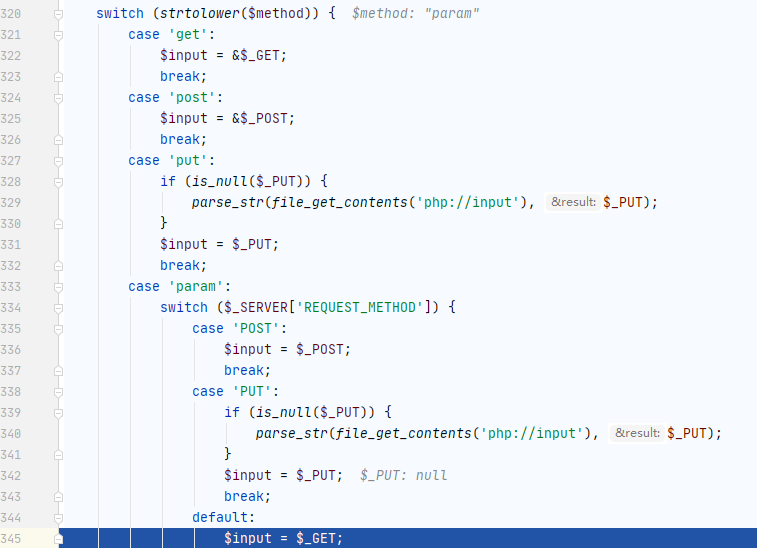 320 switch (strtolower($method)) { $method: "param"
321 case 'get':
322 $input = &$_GET;
323 break;
324 case 'post':
325 $input = &$_POST;
326 break;
327 case 'put':
328 if (is_null($_PUT)) {
329 parse_str(file_get_contents('php://input'), &result: $_PUT);
330 }
331 $input = $_PUT;
332 break;
333 case 'param':
334 switch ($_SERVER['REQUEST_METHOD']) {
335 case 'POST':
336 $input = $_POST;
337 break;
338 case 'PUT':
339 if (is_null($_PUT)) {
340 parse_str(file_get_contents('php://input'), &result: $_PUT);
341 }
342 $input = $_PUT; $_PUT: null
343 break;
344 default:
345 $input = $_GET;